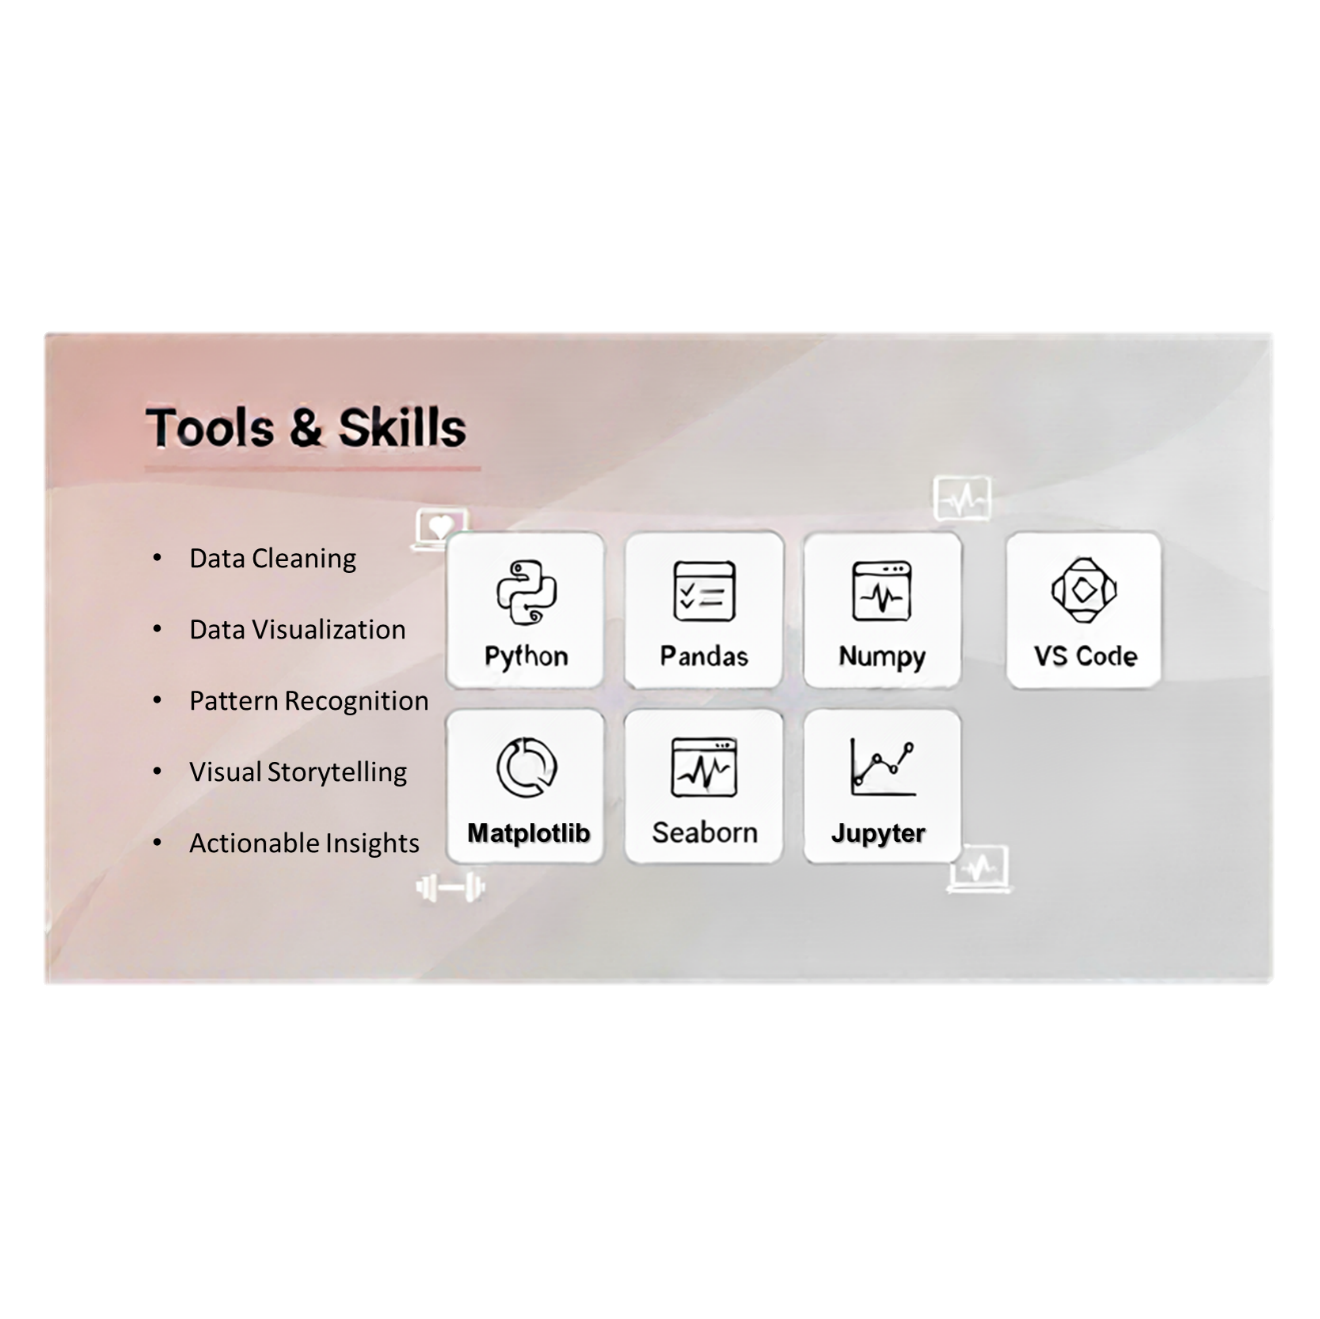 Tools & Skills
• Data Cleaning
• Data Visualization
• Pattern Recognition
• Visual Storytelling
• Actionable Insights
Python
Pandas
Numpy
VS Code
Matplotlib
Seaborn
Jupyter